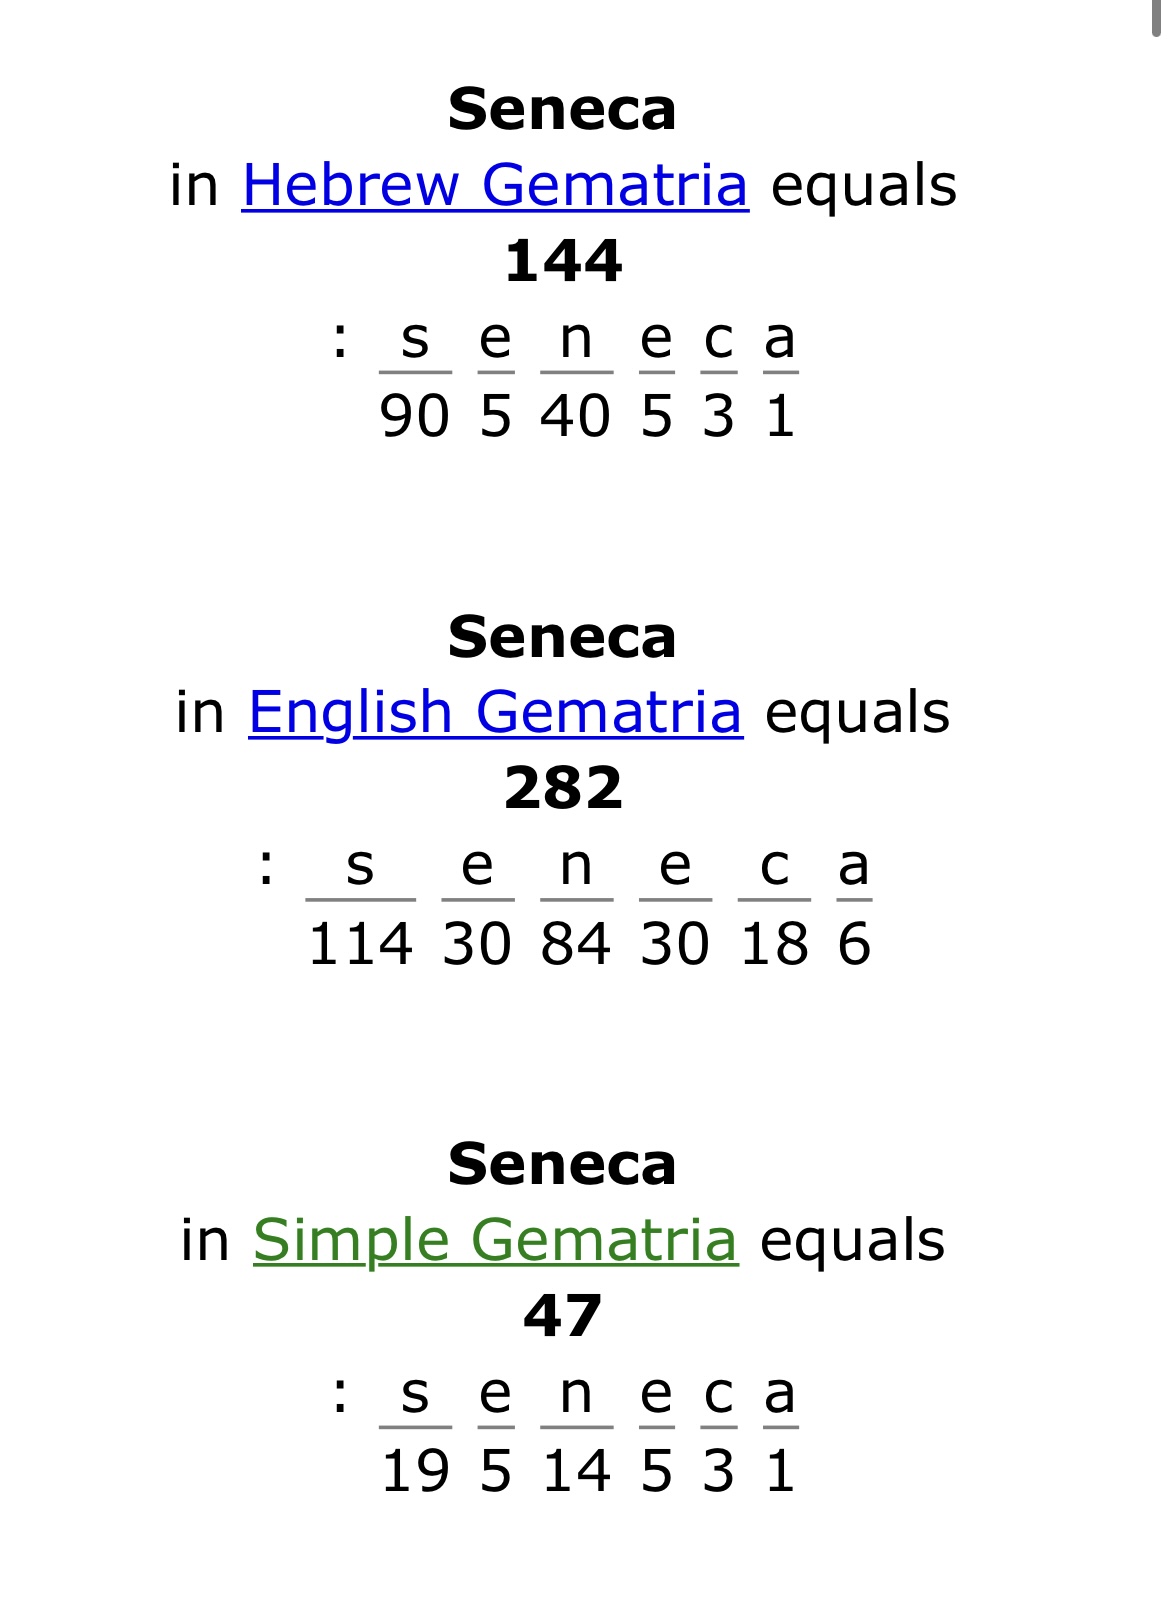 Seneca
in Hebrew Gematria equals
144
: s e n e c a
90 5 40 5 3 1
Seneca
in English Gematria equals
282
: s e n e c a
114 30 84 30 18 6
Seneca
in Simple Gematria equals
47
: s e n e c a
19 5 14 5 3 1